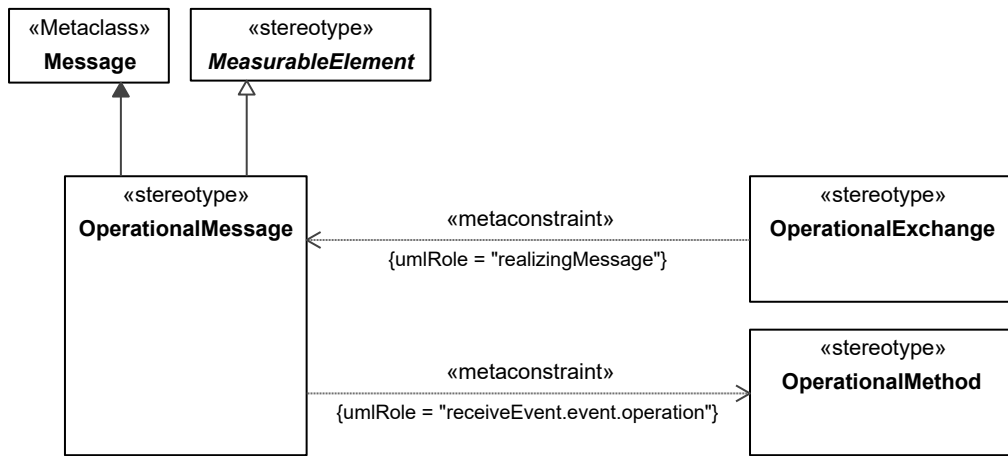 «Metaclass»
Message
«stereotype»
MeasurableElement
«stereotype»
OperationalMessage
«metaconstraint»
{umlRole = "realizingMessage"}
«stereotype»
OperationalExchange
«metaconstraint»
{umlRole = "receiveEvent.event.operation"}
«stereotype»
OperationalMethod